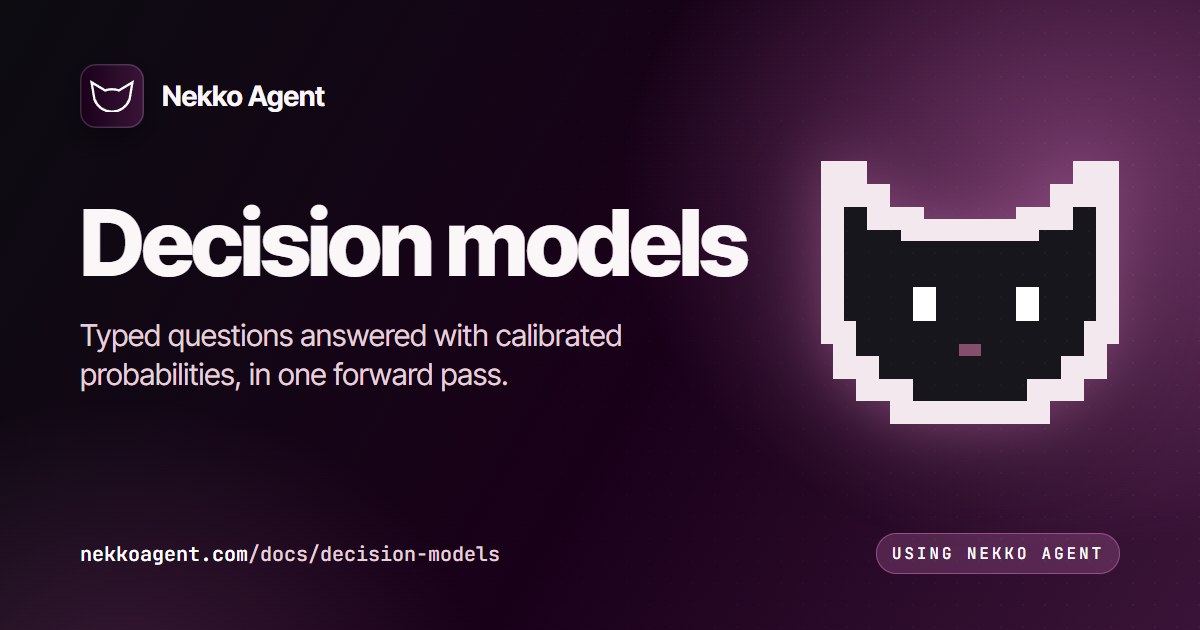 Nekko Agent
Decision models
Typed questions answered with calibrated
probabilities, in one forward pass.
nekkoagent.com/docs/decision-models
USING NEKKO AGENT